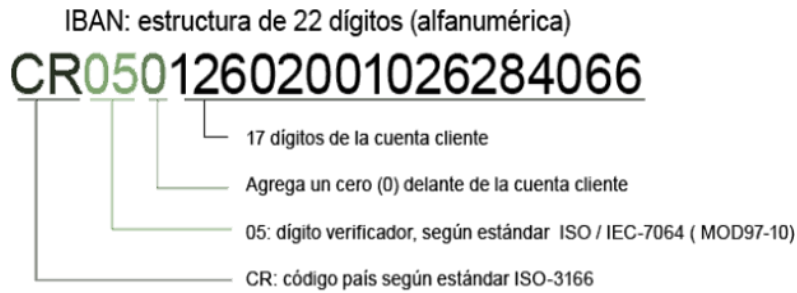 IBAN: estructura de 22 dígitos (alfanumérica)
CR05012602001026284066
17 dígitos de la cuenta cliente
Agrega un cero (0) delante de la cuenta cliente
05: dígito verificador, según estándar ISO / IEC-7064 ( MOD97-10)
CR: código país según estándar ISO-3166